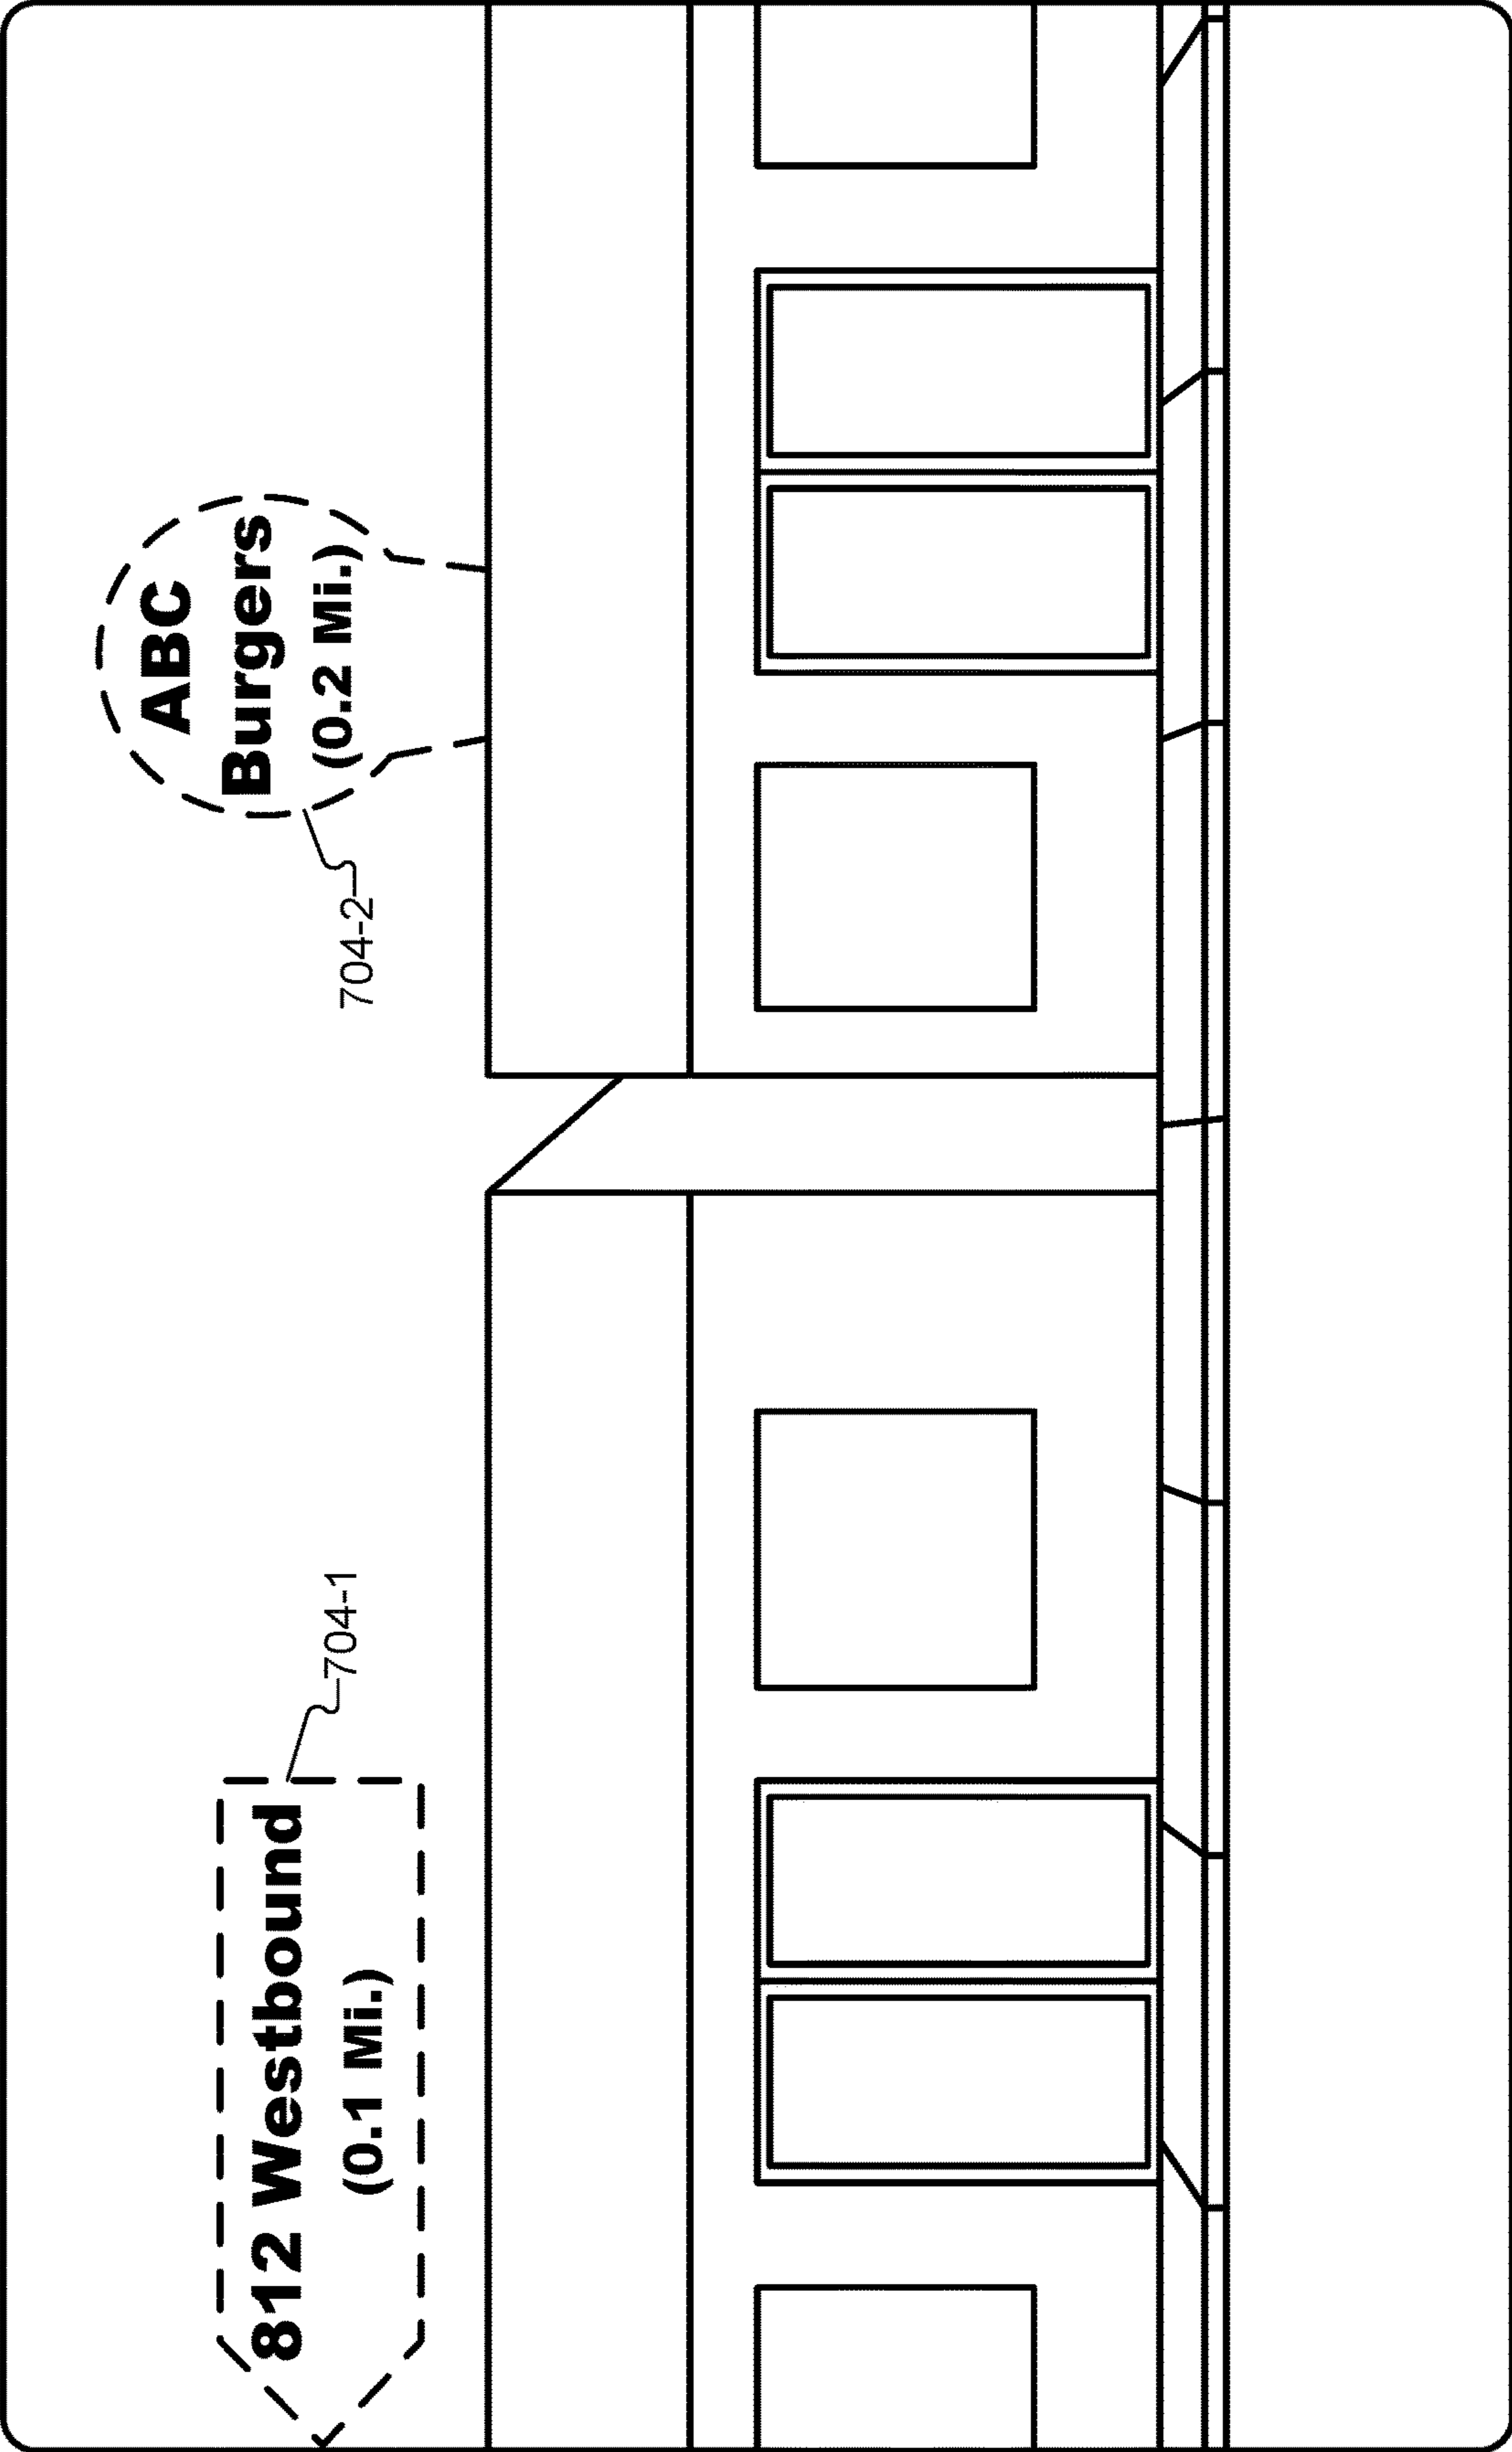 812 Westbound
(0.1 Mi.)
704-1
ABC
Burgers
(0.2 Mi.)
704-2